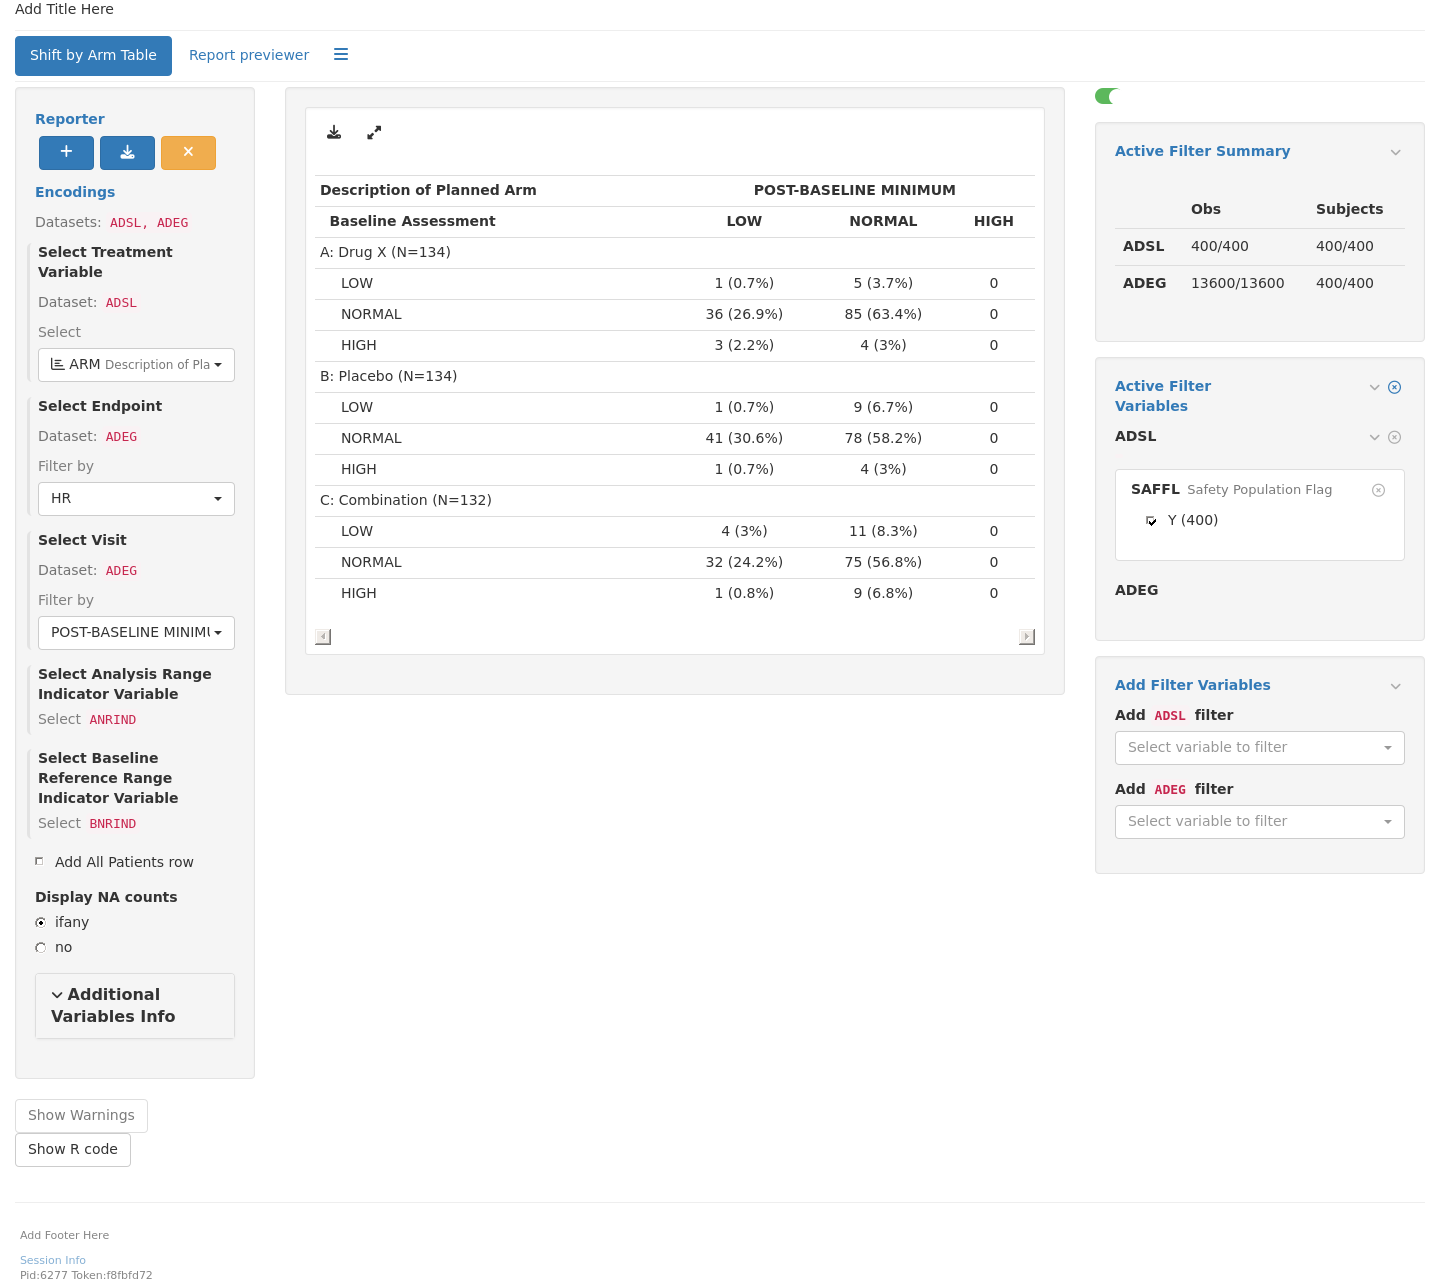 Add Title Here
Shift by Arm Table Report previewer
Reporter
Encodings
Datasets: ADSL, ADEG
Select Treatment
Variable
Dataset: ADSL
Select
ARM Description of Pla
Select Endpoint
Dataset: ADEG
Filter by
HR
Select Visit
Dataset: ADEG
Filter by
POST-BASELINE MINIMU
Select Analysis Range
Indicator Variable
Select ANRIND
Select Baseline
Reference Range
Indicator Variable
Select BNRIND
Add All Patients row
Display NA counts
ifany
no
Additional
Variables Info
Show Warnings
Show R code
Description of Planned Arm POST-BASELINE MINIMUM
Baseline Assessment LOW NORMAL HIGH
A: Drug X (N=134)
LOW 1 (0.7%) 5 (3.7%) 0
NORMAL 36 (26.9%) 85 (63.4%) 0
HIGH 3 (2.2%) 4 (3%) 0
B: Placebo (N=134)
LOW 1 (0.7%) 9 (6.7%) 0
NORMAL 41 (30.6%) 78 (58.2%) 0
HIGH 1 (0.7%) 4 (3%) 0
C: Combination (N=132)
LOW 4 (3%) 11 (8.3%) 0
NORMAL 32 (24.2%) 75 (56.8%) 0
HIGH 1 (0.8%) 9 (6.8%) 0
Active Filter Summary
Obs Subjects
ADSL 400/400 400/400
ADEG 13600/13600 400/400
Active Filter
Variables
ADSL
SAFFL Safety Population Flag
Y (400)
ADEG
Add Filter Variables
Add ADSL filter
Select variable to filter
Add ADEG filter
Select variable to filter
Add Footer Here
Session Info
Pid:6277 Token:f8fbfd72